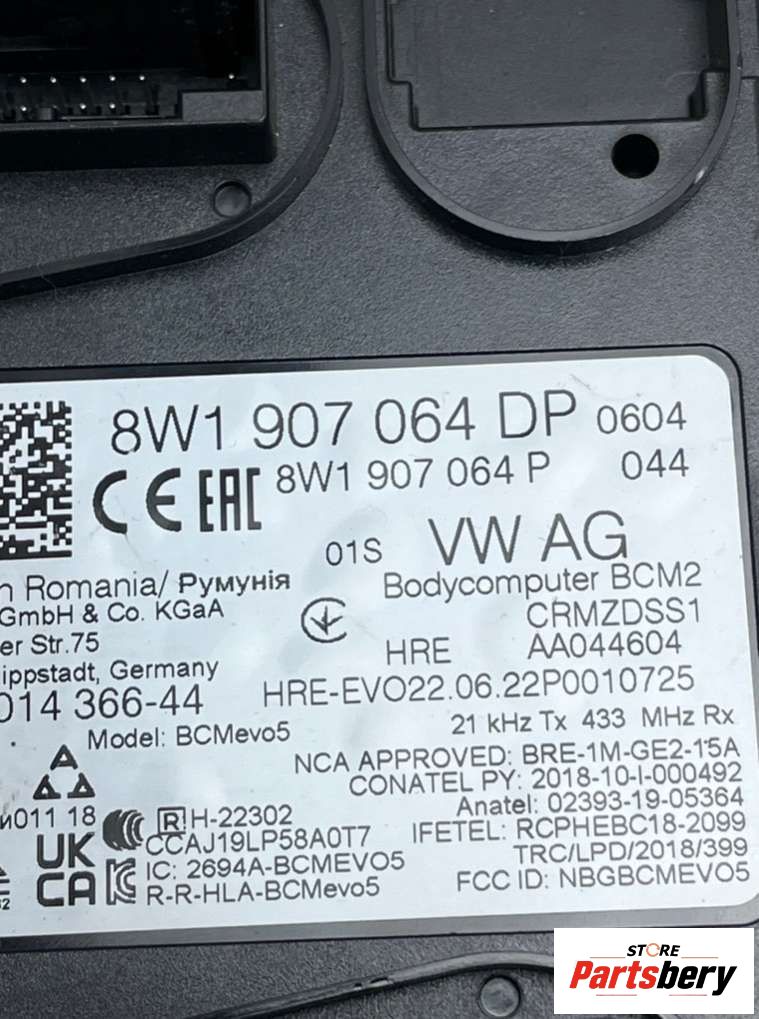 8W1 907 064 DP 0604
CE EAC 8W1 907 064 P 044
01S VW AG
Romania/ Румунія
Bodycomputer BCM2
GmbH & Co. KGaA
CRMZDSS1
er Str.75
HRE AA044604
ippstadt, Germany
014 366-44
HRE-EVO22.06.22P0010725
Model: BCMevo5
21 kHz Tx 433 MHz Rx
NCA APPROVED: BRE-1M-GE2-15A
CONATEL PY: 2018-10-I-000492
011 18
R H-22302
Anatel: 02393-19-05364
CCAJ19LP58A0T7
IFETEL: RCPHEBC18-2099
UK
CA
IC: 2694A-BCMEVO5
TRC/LPD/2018/399
R-R-HLA-BCMevo5
FCC ID: NBGBCMEVO5
STORE
Partsbery